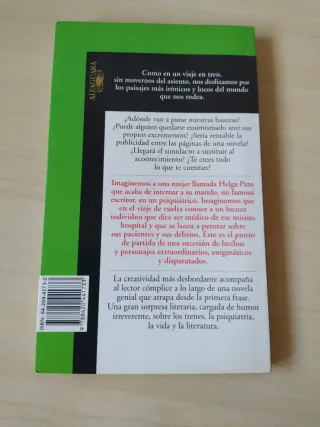 ALFAGUARA
Como en un viaje en tren,
sin movernos del asiento, nos deslizamos por
los paisajes más irónicos y locos del mundo
que nos rodea.
¿Adónde van a parar nuestras basuras?
¿Puede alguien quedarse ensimismado ante sus
propios excrementos? ¿Sería rentable la
publicidad entre las páginas de una novela?
¿Llegará el simulacro a sustituir al
acontecimiento? ¿Te crees todo
lo que te cuentan?
Imaginemos a una mujer llamada Helga Pato
que acaba de internar a su marido, un famoso
escritor, en un psiquiátrico. Imaginemos que
en el viaje de vuelta conoce a un locuaz
individuo que dice ser médico de ese mismo
hospital y que se lanza a perorar sobre
sus pacientes y sus delirios. Éste es el punto
de partida de una sucesión de hechos
y personajes extraordinarios, enigmáticos
y disparatados.
La creatividad más desbordante acompaña
al lector cómplice a lo largo de una novela
genial que atrapa desde la primera frase.
Una gran sorpresa literaria, cargada de humor
irreverente, sobre los trenes, la psiquiatría,
la vida y la literatura.